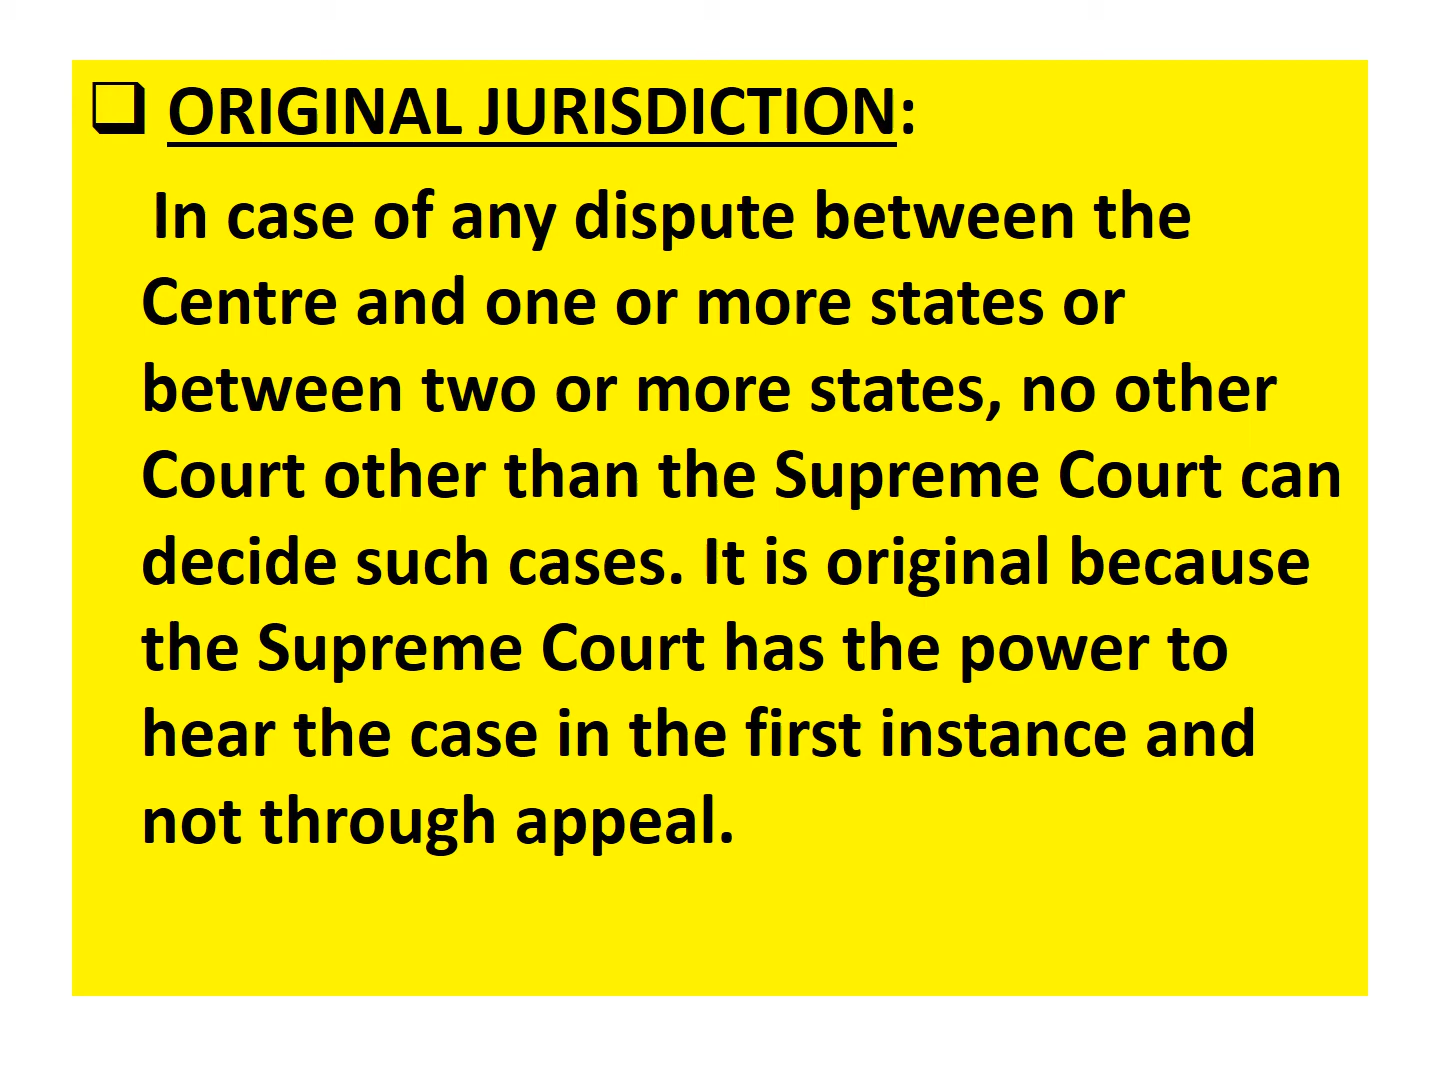 ❑ ORIGINAL JURISDICTION:
In case of any dispute between the
Centre and one or more states or
between two or more states, no other
Court other than the Supreme Court can
decide such cases. It is original because
the Supreme Court has the power to
hear the case in the first instance and
not through appeal.